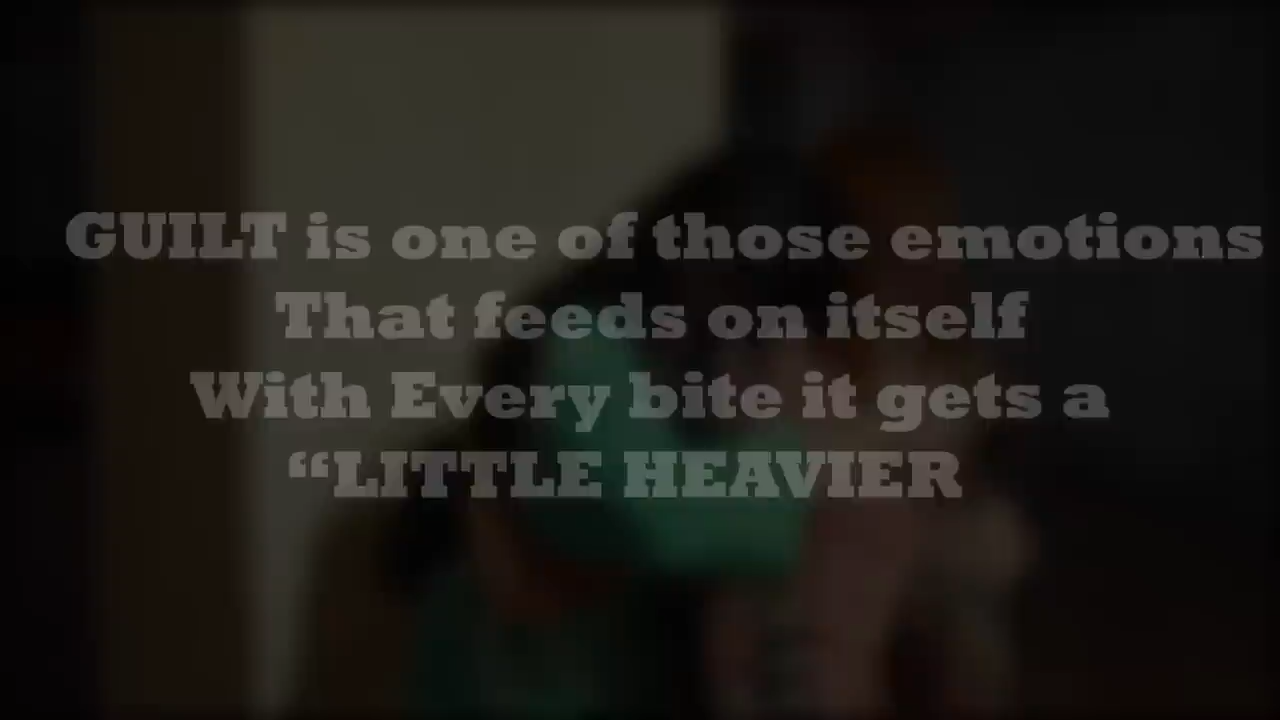 GUILT is one of those emotions
That feeds on itself
With Every bite it gets a
“LITTLE HEAVIER